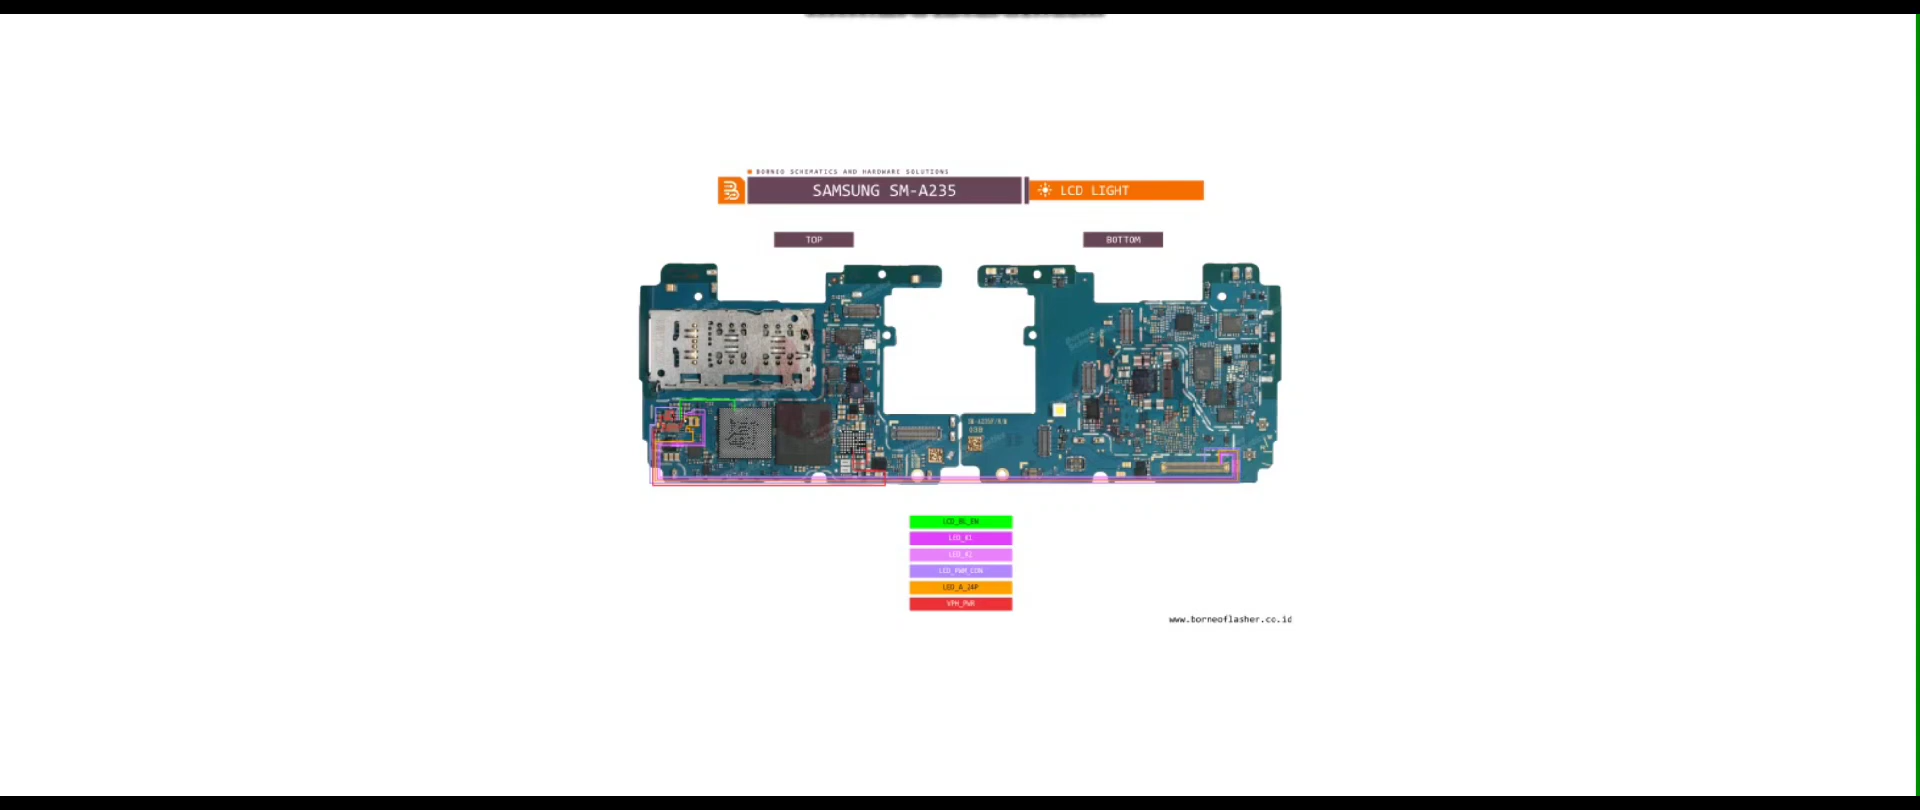 BORNEO SCHEMATICS AND HARDWARE SOLUTIONS
SAMSUNG SM-A235
LCD LIGHT
TOP
BOTTOM
LCD_BL_EN
LED_K1
LED_K2
LCD_PWM_CON
LED_A_24P
VPH_PWR
www.borneoflasher.co.id